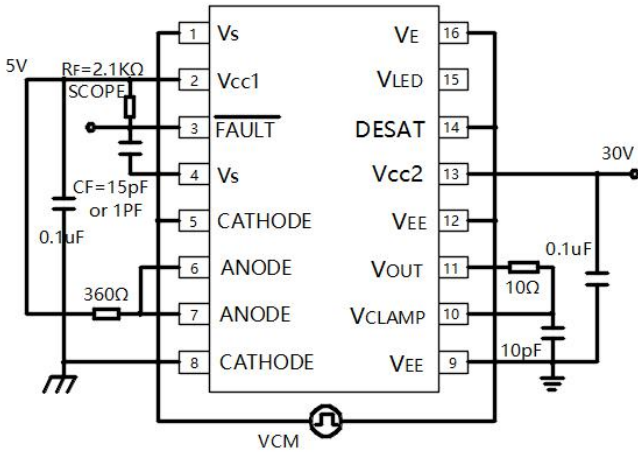 1 Vs VE 16
5V RF=2.1KΩ 2 Vcc1 VLED 15
SCOPE
3 FAULT DESAT 14
30V
4 Vs Vcc2 13
CF=15pF
or 1PF
5 CATHODE VEE 12
0.1uF 0.1uF
6 ANODE VOUT 11
360Ω 10Ω
7 ANODE VCLAMP 10
10pF
8 CATHODE VEE 9
VCM